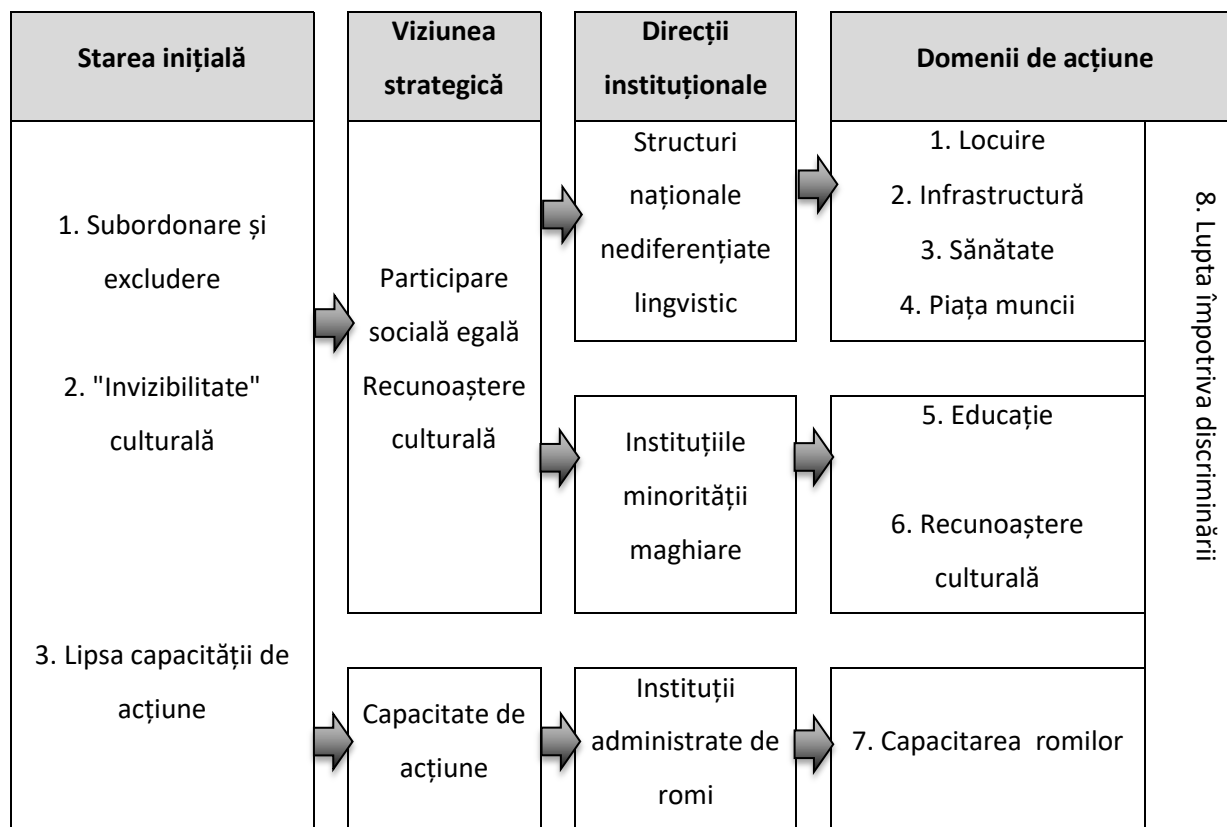 Starea inițială
Viziunea
strategică
Direcții
instituționale
Domenii de acțiune
1. Subordonare și
excludere
2. "Invizibilitate"
culturală
3. Lipsa capacității de
acțiune
Participare
socială egală
Recunoaștere
culturală
Capacitate de
acțiune
Structuri
naționale
nediferențiate
lingvistic
Instituțiile
minorității
maghiare
Instituții
administrate de
romi
1. Locuire
2. Infrastructură
3. Sănătate
4. Piața muncii
5. Educație
6. Recunoaștere
culturală
7. Capacitarea romilor
8. Lupta împotriva discriminării